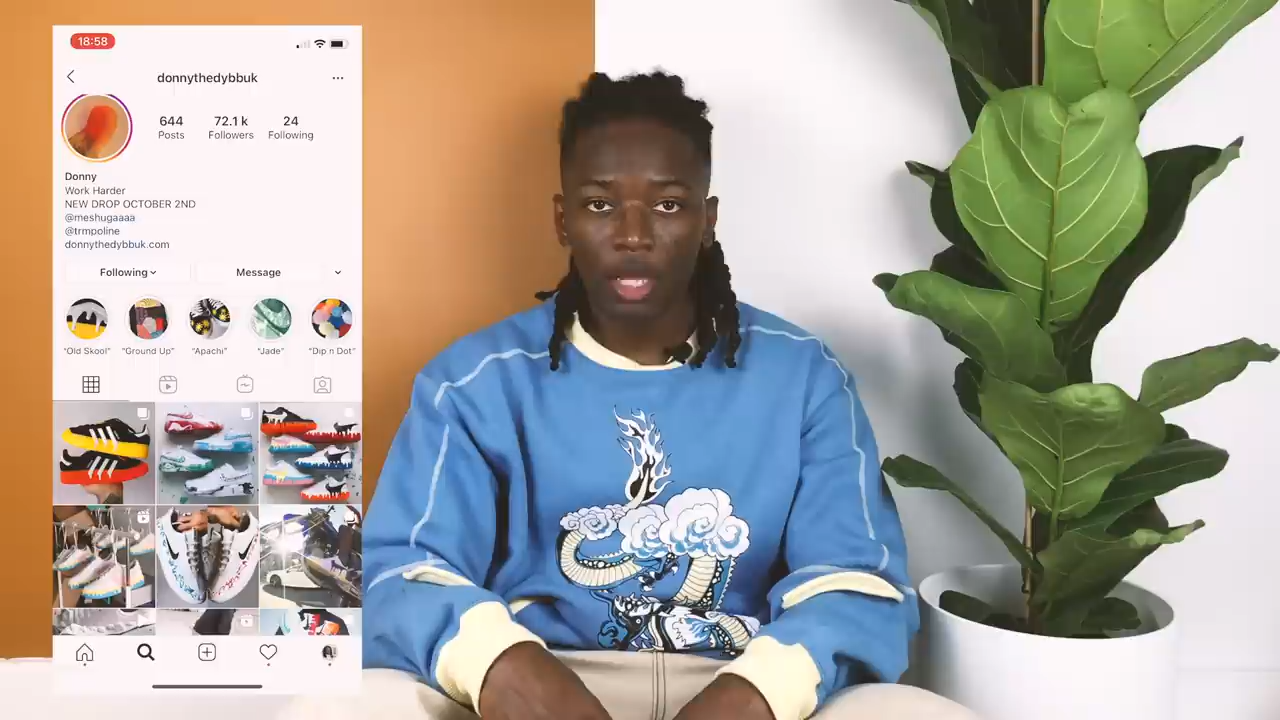 18:58
donnythedybbuk
644 72.1 k 24
Posts Followers Following
Donny
Work Harder
NEW DROP OCTOBER 2ND
@meshugaaaa
@trmpoline
donnythedybbuk.com
Following Message
"Old Skool" "Ground Up" "Apachi" "Jade" "Dip n Dot"